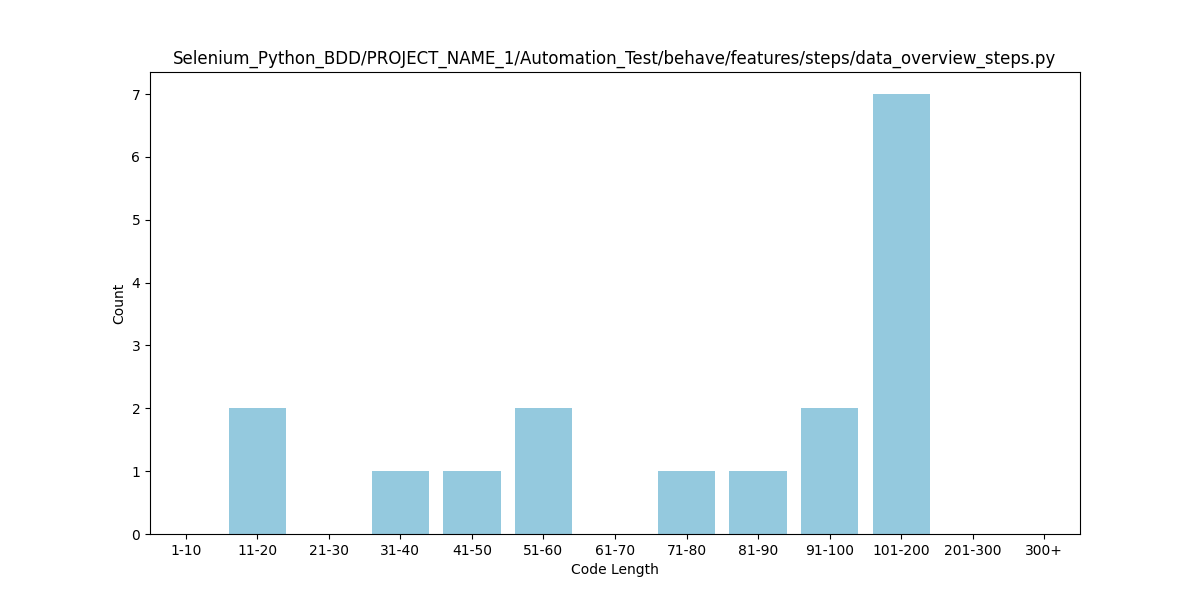 Selenium_Python_BDD/PROJECT_NAME_1/Automation_Test/behave/features/steps/data_overview_steps.py
Count
7
6
5
4
3
2
1
0
1-10 11-20 21-30 31-40 41-50 51-60 61-70 71-80 81-90 91-100 101-200 201-300 300+
Code Length